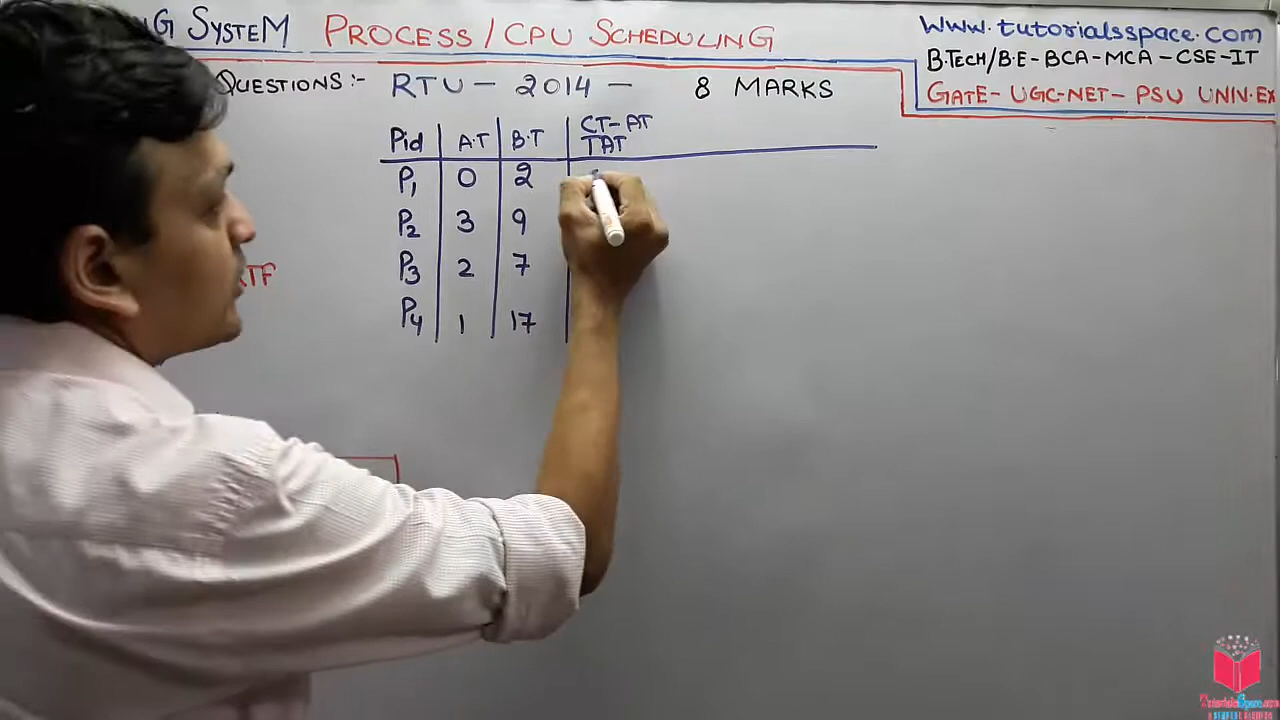 NG SYSTEM PROCESS / CPU SCHEDULING
www.tutorialsspace.com
B.TECH/B.E-BCA-MCA-CSE-IT
GATE- UGC-NET- PSU UNIV.EX
QUESTIONS:- RTU - 2014 - 8 MARKS
CT-AT
Pid A.T B.T TAT
P1 0 2
P2 3 9
P3 2 7
P4 1 17
RTF